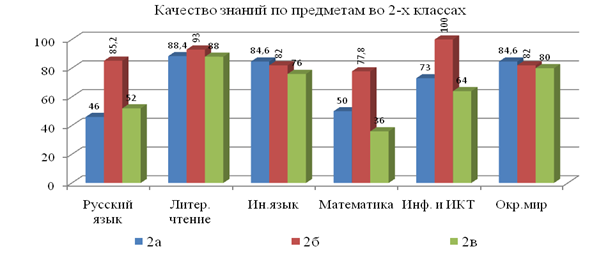 Качество знаний по предметам во 2-х классах
100
80
60
40
20
0
46
85,2
52
88,4
93
88
84,6
82
76
50
77,8
36
73
100
64
84,6
82
80
Русский язык
Литер. чтение
Ин.язык
Математика
Инф. и ИКТ
Окр.мир
2а
2б
2в